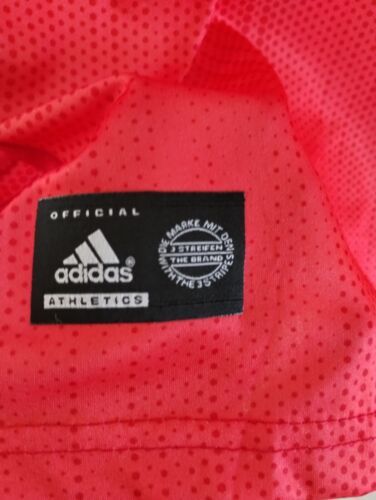 OFFICIAL
adidas®
ATHLETICS
DIE MARKE MIT DEN
3 STREIFEN
THE BRAND
WITH THE 3 STRIPES